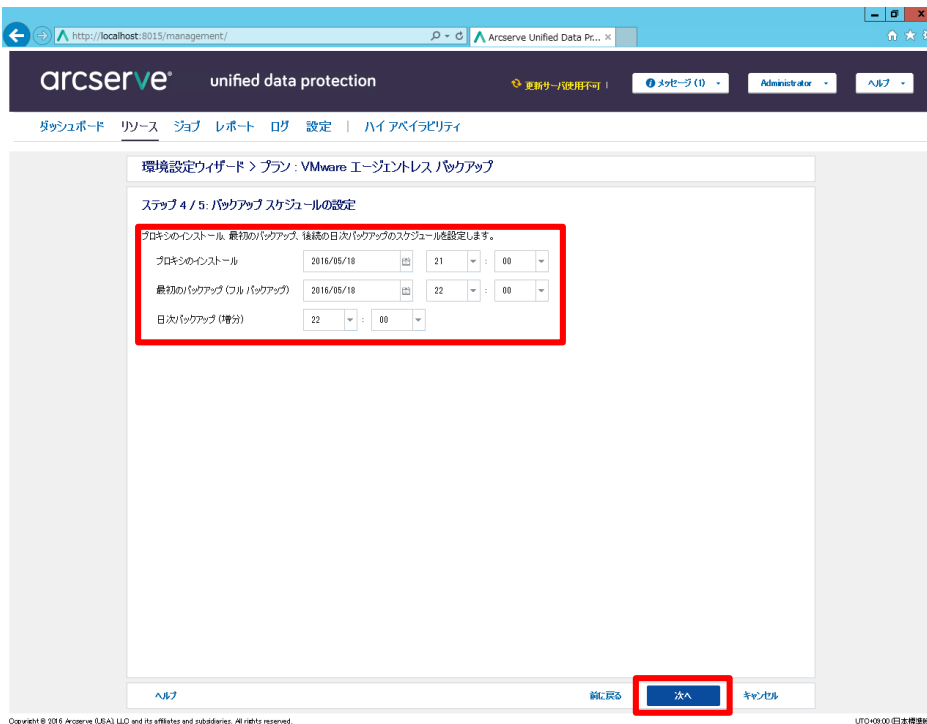 http://localhost:8015/management/
Arcserve Unified Data Pr... ×
arcserve® unified data protection
更新サーバ使用不可 | メッセージ (1) Administrator ヘルプ
ダッシュボード リソース ジョブ レポート ログ 設定 | ハイ アベイラビリティ
環境設定ウィザード > プラン : VMware エージェントレス バックアップ
ステップ 4 / 5: バックアップ スケジュールの設定
プロキシのインストール、最初のバックアップ、後続の日次バックアップのスケジュールを設定します。
プロキシのインストール 2016/05/18 21 : 00
最初のバックアップ (フル バックアップ) 2016/05/18 22 : 00
日次バックアップ (増分) 22 : 00
ヘルプ 前に戻る 次へ キャンセル
Copyright © 2016 Arcserve (USA), LLC and its affiliates and subsidiaries. All rights reserved. UTC+09:00 (日本標準